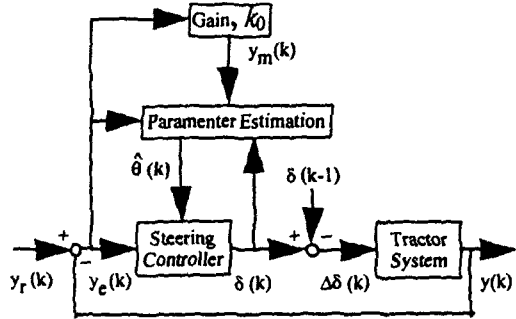 Gain, k0
ym(k)
Paramenter Estimation
θ̂(k)
δ(k-1)
+
−
Steering
Controller
+
−
Tractor
System
yr(k)
ye(k)
δ(k)
Δδ(k)
y(k)